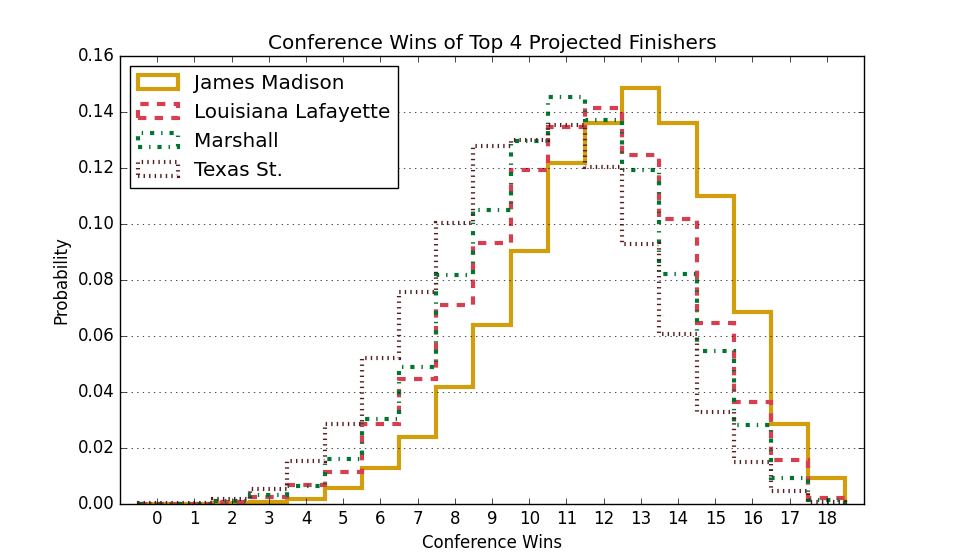 Conference Wins of Top 4 Projected Finishers
James Madison
Louisiana Lafayette
Marshall
Texas St.
Probability
0.16
0.14
0.12
0.10
0.08
0.06
0.04
0.02
0.00
0 1 2 3 4 5 6 7 8 9 10 11 12 13 14 15 16 17 18
Conference Wins